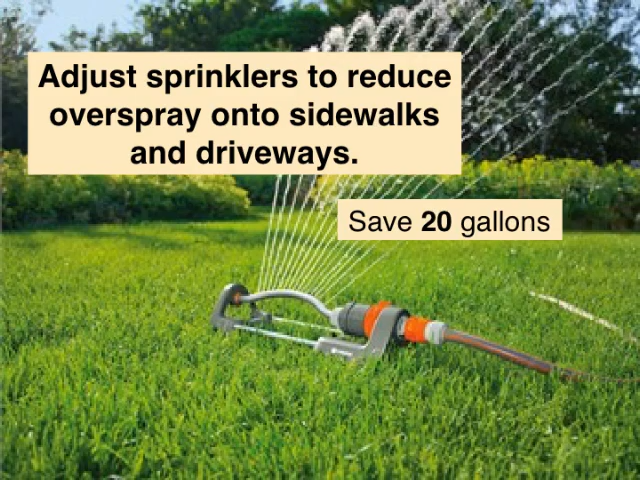 Adjust sprinklers to reduce
overspray onto sidewalks
and driveways.
Save 20 gallons